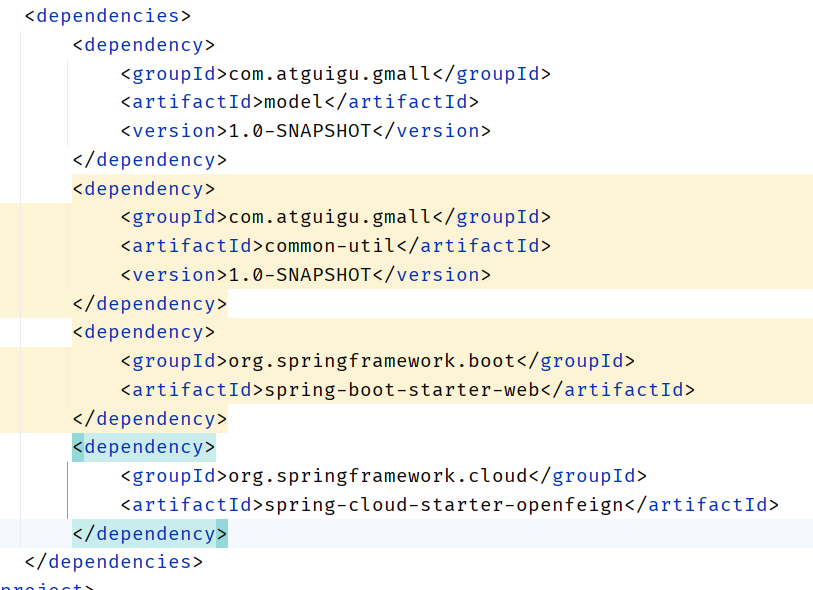 <dependencies>
    <dependency>
        <groupId>com.atguigu.gmall</groupId>
        <artifactId>model</artifactId>
        <version>1.0-SNAPSHOT</version>
    </dependency>
    <dependency>
        <groupId>com.atguigu.gmall</groupId>
        <artifactId>common-util</artifactId>
        <version>1.0-SNAPSHOT</version>
    </dependency>
    <dependency>
        <groupId>org.springframework.boot</groupId>
        <artifactId>spring-boot-starter-web</artifactId>
    </dependency>
    <dependency>
        <groupId>org.springframework.cloud</groupId>
        <artifactId>spring-cloud-starter-openfeign</artifactId>
    </dependency>
</dependencies>
project>